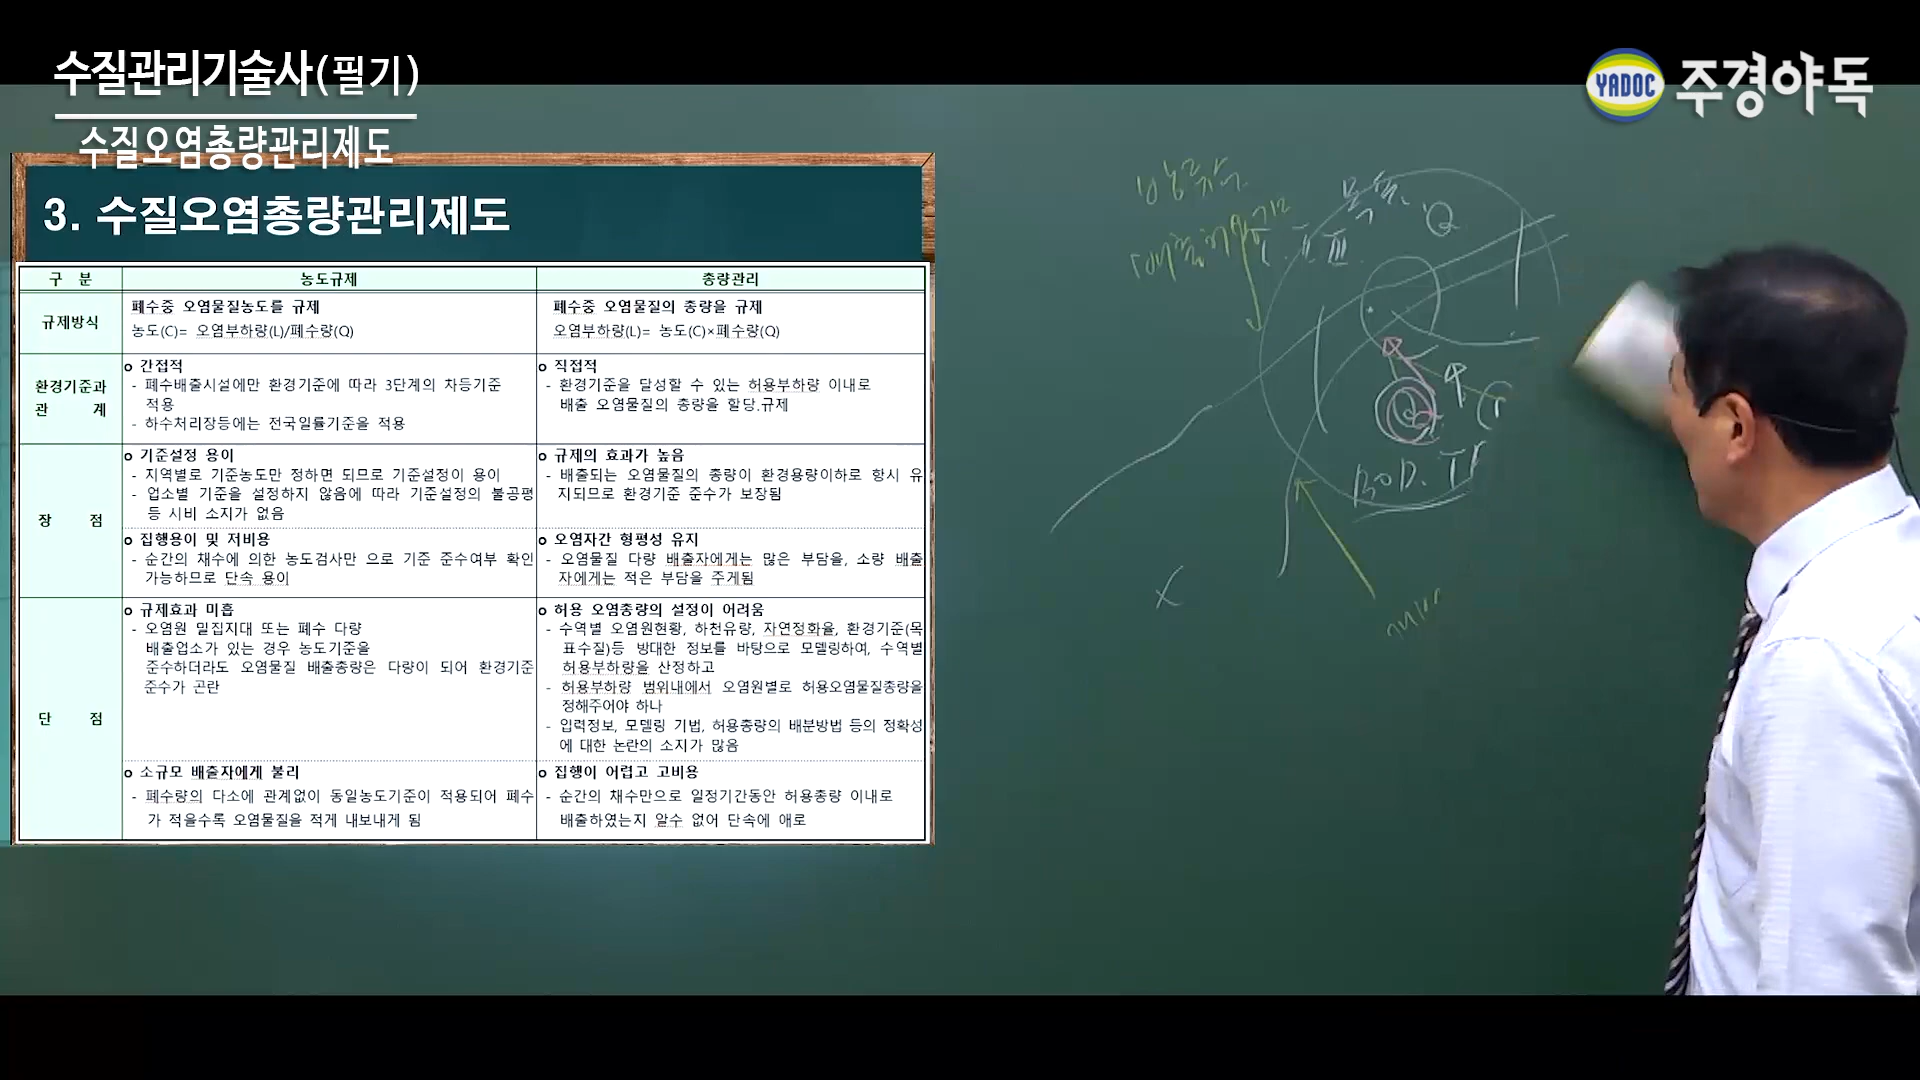 수질관리기술사(필기)
수질오염총량관리제도
YADOC 주경야독
3. 수질오염총량관리제도
구 분 농도규제 총량관리
규제방식
폐수중 오염물질농도를 규제
농도(C)= 오염부하량(L)/폐수량(Q)
폐수중 오염물질의 총량을 규제
오염부하량(L)= 농도(C)×폐수량(Q)
환경기준과
관 계
o 간접적
- 폐수배출시설에만 환경기준에 따라 3단계의 차등기준
적용
- 하수처리장등에는 전국일률기준을 적용
o 직접적
- 환경기준을 달성할 수 있는 허용부하량 이내로
배출 오염물질의 총량을 할당.규제
장 점
o 기준설정 용이
- 지역별로 기준농도만 정하면 되므로 기준설정이 용이
- 업소별 기준을 설정하지 않음에 따라 기준설정의 불공평
등 시비 소지가 없음
o 규제의 효과가 높음
- 배출되는 오염물질의 총량이 환경용량이하로 항시 유
지되므로 환경기준 준수가 보장됨
o 집행용이 및 저비용
- 순간의 채수에 의한 농도검사만 으로 기준 준수여부 확인
가능하므로 단속 용이
o 오염자간 형평성 유지
- 오염물질 다량 배출자에게는 많은 부담을, 소량 배출
자에게는 적은 부담을 주게됨
단 점
o 규제효과 미흡
- 오염원 밀집지대 또는 폐수 다량
배출업소가 있는 경우 농도기준을
준수하더라도 오염물질 배출총량은 다량이 되어 환경기준
준수가 곤란
o 허용 오염총량의 설정이 어려움
- 수역별 오염원현황, 하천유량, 자연정화율, 환경기준(목
표수질)등 방대한 정보를 바탕으로 모델링하여, 수역별
허용부하량을 산정하고
- 허용부하량 범위내에서 오염원별로 허용오염물질총량을
정해주어야 하나
- 입력정보, 모델링 기법, 허용총량의 배분방법 등의 정확성
에 대한 논란의 소지가 많음
o 소규모 배출자에게 불리
- 폐수량의 다소에 관계없이 동일농도기준이 적용되어 폐수
가 적을수록 오염물질을 적게 내보내게 됨
o 집행이 어렵고 고비용
- 순간의 채수만으로 일정기간동안 허용총량 이내로
배출하였는지 알수 없어 단속에 애로
방류수
Q
I. II. III.
BOD. TP